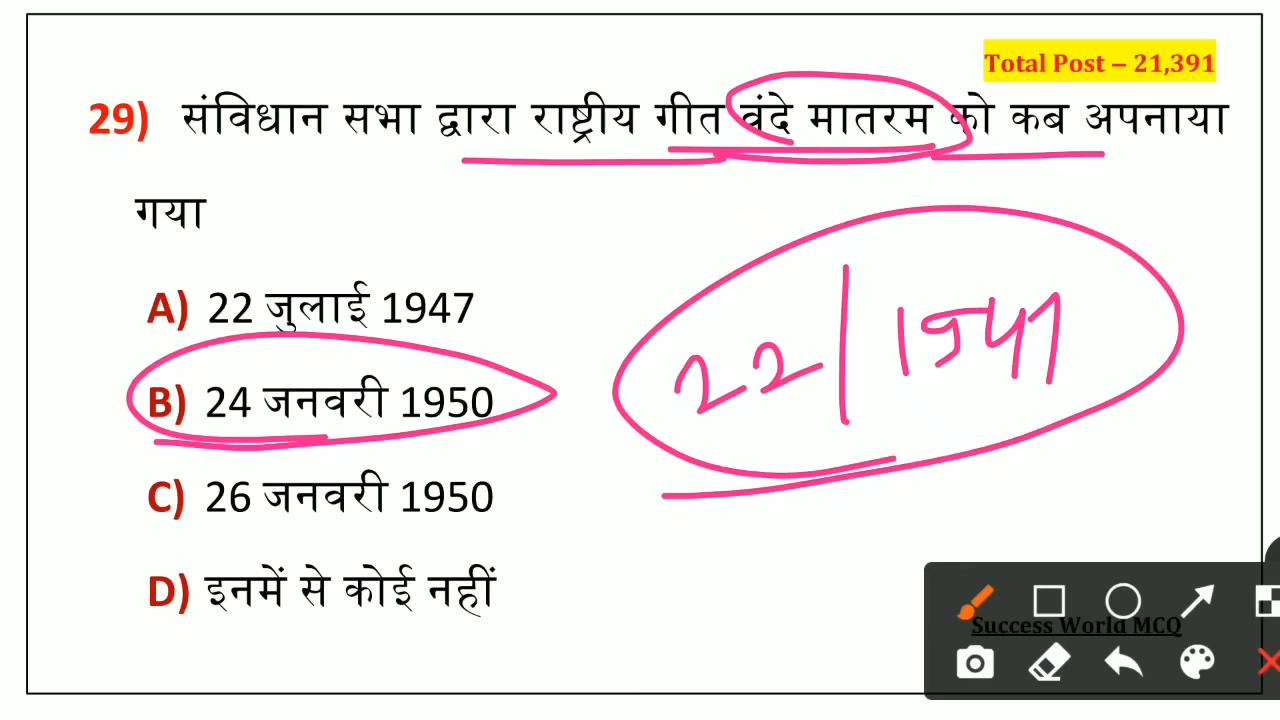 Total Post – 21,391
29) संविधान सभा द्वारा राष्ट्रीय गीत वंदे मातरम को कब अपनाया
गया
A) 22 जुलाई 1947
22 | 1947
B) 24 जनवरी 1950
C) 26 जनवरी 1950
D) इनमें से कोई नहीं
Success World MCQ